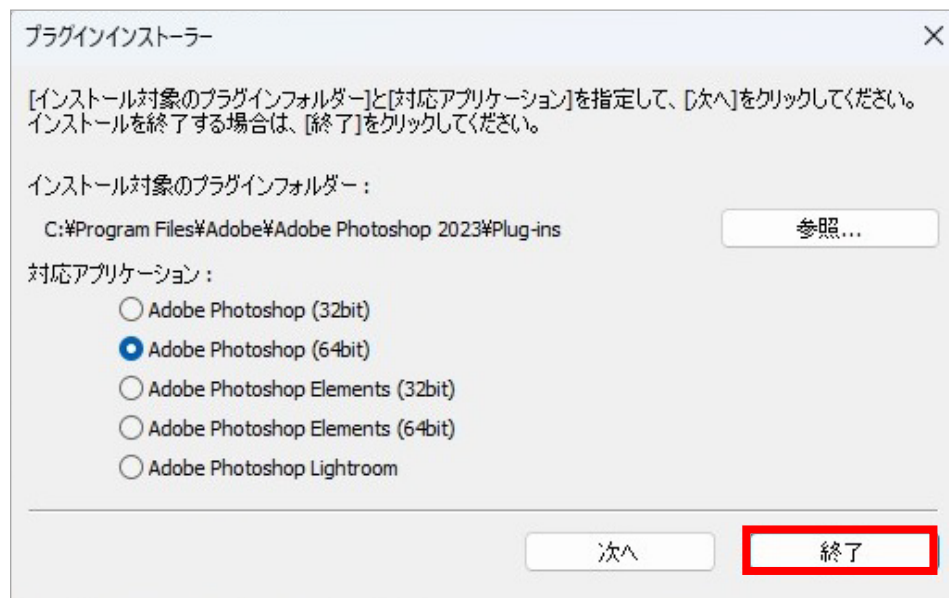 プラグインインストーラー
[インストール対象のプラグインフォルダー]と[対応アプリケーション]を指定して、[次へ]をクリックしてください。
インストールを終了する場合は、[終了]をクリックしてください。
インストール対象のプラグインフォルダー：
C:¥Program Files¥Adobe¥Adobe Photoshop 2023¥Plug-ins
参照...
対応アプリケーション：
Adobe Photoshop (32bit)
Adobe Photoshop (64bit)
Adobe Photoshop Elements (32bit)
Adobe Photoshop Elements (64bit)
Adobe Photoshop Lightroom
次へ
終了